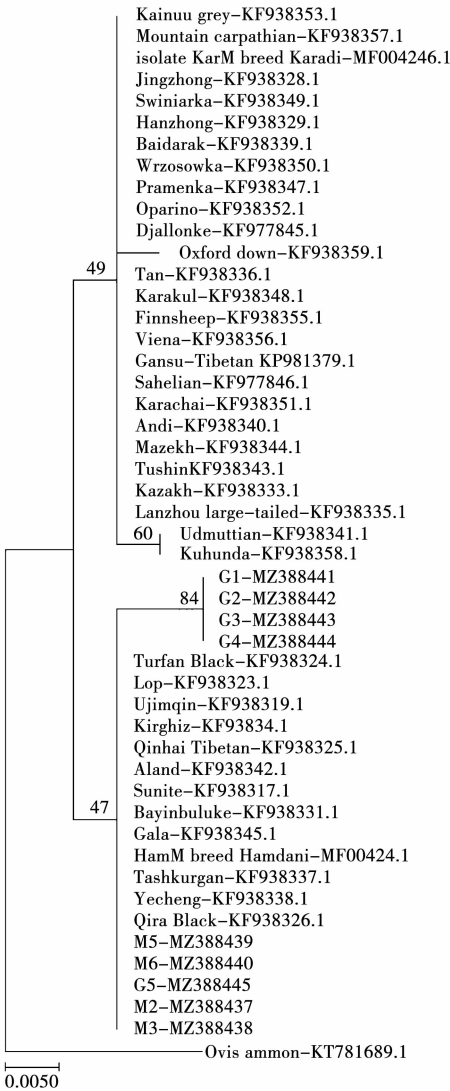 Kainuu grey–KF938353.1
Mountain carpathian–KF938357.1
isolate KarM breed Karadi–MF004246.1
Jingzhong–KF938328.1
Swiniarka–KF938349.1
Hanzhong–KF938329.1
Baidarak–KF938339.1
Wrzosowka–KF938350.1
Pramenka–KF938347.1
Oparino–KF938352.1
Djallonke–KF977845.1
Oxford down–KF938359.1
49
Tan–KF938336.1
Karakul–KF938348.1
Finnsheep–KF938355.1
Viena–KF938356.1
Gansu–Tibetan KP981379.1
Sahelian–KF977846.1
Karachai–KF938351.1
Andi–KF938340.1
Mazekh–KF938344.1
TushinKF938343.1
Kazakh–KF938333.1
Lanzhou large–tailed–KF938335.1
60
Udmuttian–KF938341.1
Kuhunda–KF938358.1
G1–MZ388441
84
G2–MZ388442
G3–MZ388443
G4–MZ388444
Turfan Black–KF938324.1
Lop–KF938323.1
Ujimqin–KF938319.1
Kirghiz–KF93834.1
Qinhai Tibetan–KF938325.1
Aland–KF938342.1
Sunite–KF938317.1
47
Bayinbuluke–KF938331.1
Gala–KF938345.1
HamM breed Hamdani–MF00424.1
Tashkurgan–KF938337.1
Yecheng–KF938338.1
Qira Black–KF938326.1
M5–MZ388439
M6–MZ388440
G5–MZ388445
M2–MZ388437
M3–MZ388438
Ovis ammon–KT781689.1
0.0050